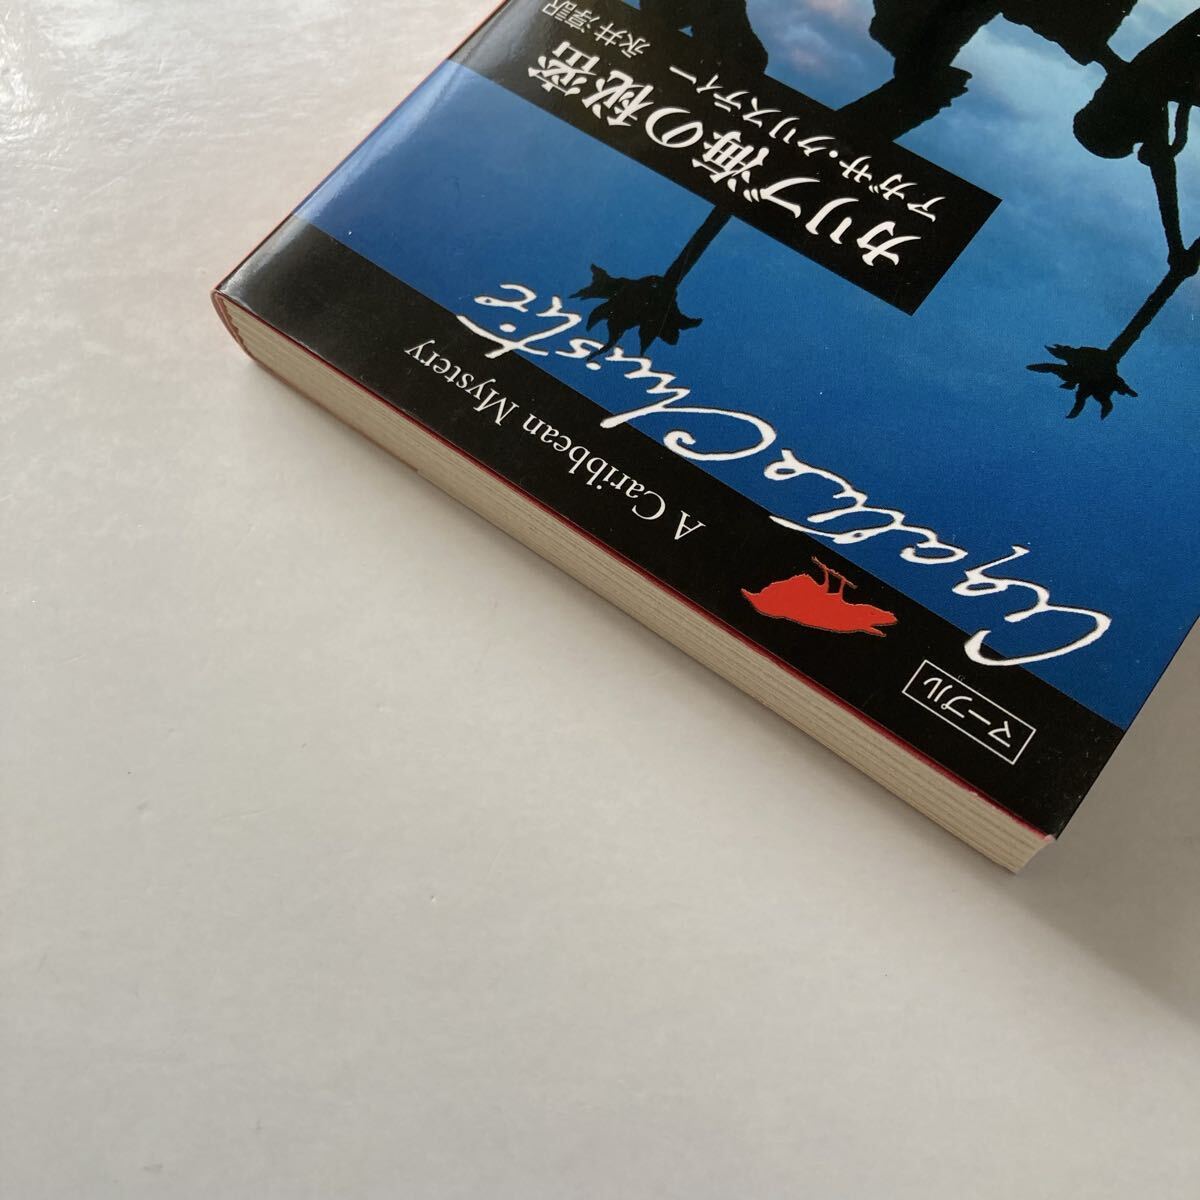 マープル
A Caribbean Mystery
Agatha Christie
カリブ海の秘密
アガサ・クリスティー
永井淳訳